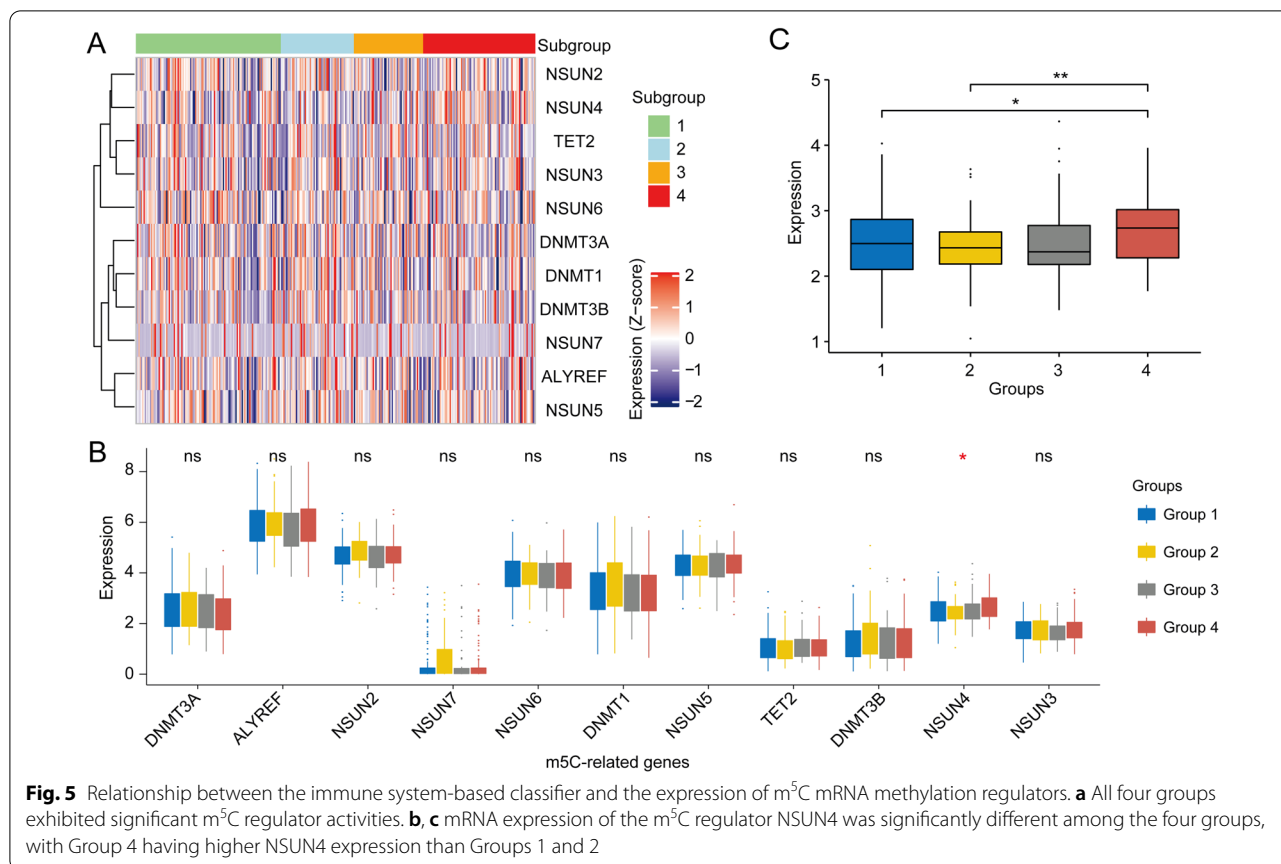 A
Subgroup
NSUN2
NSUN4
TET2
NSUN3
NSUN6
DNMT3A
DNMT1
DNMT3B
NSUN7
ALYREF
NSUN5
Subgroup
1
2
3
4
Expression (Z−score)
2
1
0
−1
−2
C
**
*
Expression
5
4
3
2
1
1 2 3 4
Groups
B
ns ns ns ns ns ns ns ns ns * ns
Expression
8
6
4
2
0
DNMT3A ALYREF NSUN2 NSUN7 NSUN6 DNMT1 NSUN5 TET2 DNMT3B NSUN4 NSUN3
m5C-related genes
Groups
Group 1
Group 2
Group 3
Group 4
Fig. 5 Relationship between the immune system-based classifier and the expression of m⁵C mRNA methylation regulators. a All four groups
exhibited significant m⁵C regulator activities. b, c mRNA expression of the m⁵C regulator NSUN4 was significantly different among the four groups,
with Group 4 having higher NSUN4 expression than Groups 1 and 2